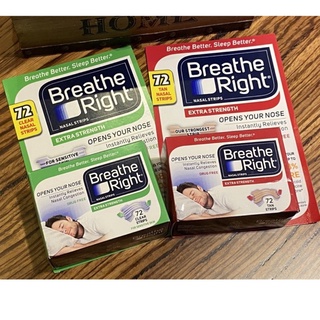 HOME
Breathe Better. Sleep Better.®
72
CLEAR
NASAL
STRIPS
Breathe
Right®
NASAL STRIPS
EXTRA STRENGTH
OPENS YOUR NOSE
Instantly Relieves
FOR SENSITIVE
Breathe Better. Sleep Better.®
OPENS YOUR NOSE
Instantly Relieves
Nasal Congestion
DRUG-FREE
Breathe
Right
EXTRA STRENGTH
72
CLEAR
STRIPS
Breathe Better. Sleep Better.®
72
TAN
NASAL STRIPS
Breathe
Right®
NASAL STRIPS
EXTRA STRENGTH
OUR STRONGEST
OPENS YOUR NOSE
Instantly Relieves
Breathe Better. Sleep Better.
OPENS YOUR NOSE
Instantly Relieves
Nasal Congestion
DRUG-FREE
Breathe
Right
EXTRA STRENGTH
72
TAN
STRIPS